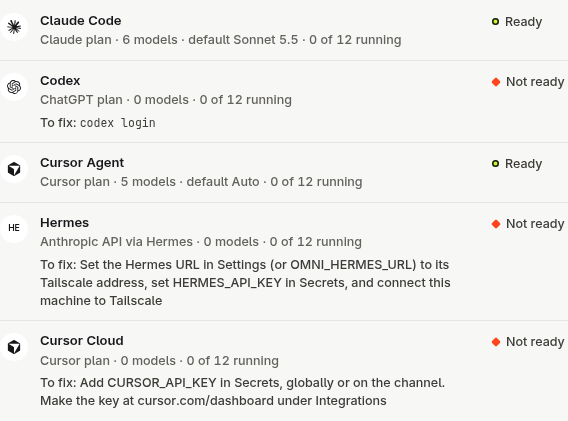 Claude Code
Ready
Claude plan · 6 models · default Sonnet 5.5 · 0 of 12 running
Codex
Not ready
ChatGPT plan · 0 models · 0 of 12 running
To fix: codex login
Cursor Agent
Ready
Cursor plan · 5 models · default Auto · 0 of 12 running
HE
Hermes
Not ready
Anthropic API via Hermes · 0 models · 0 of 12 running
To fix: Set the Hermes URL in Settings (or OMNI_HERMES_URL) to its
Tailscale address, set HERMES_API_KEY in Secrets, and connect this
machine to Tailscale
Cursor Cloud
Not ready
Cursor plan · 0 models · 0 of 12 running
To fix: Add CURSOR_API_KEY in Secrets, globally or on the channel.
Make the key at cursor.com/dashboard under Integrations